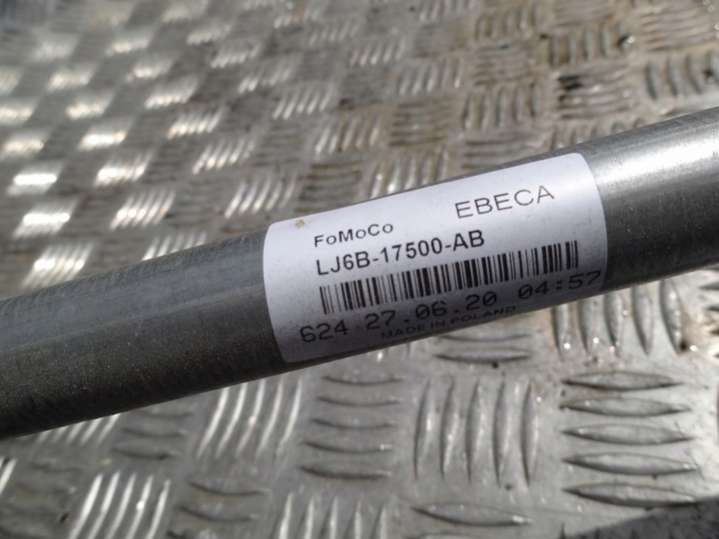 FoMoCo EBECA
LJ6B-17500-AB
624 27.06.20 04:57
MADE IN POLAND